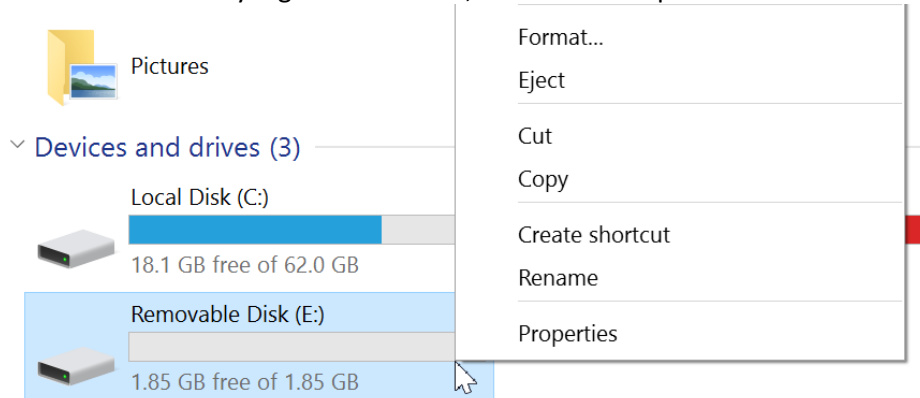 Pictures
Devices and drives (3)
Local Disk (C:)
18.1 GB free of 62.0 GB
Removable Disk (E:)
1.85 GB free of 1.85 GB
Format...
Eject
Cut
Copy
Create shortcut
Rename
Properties